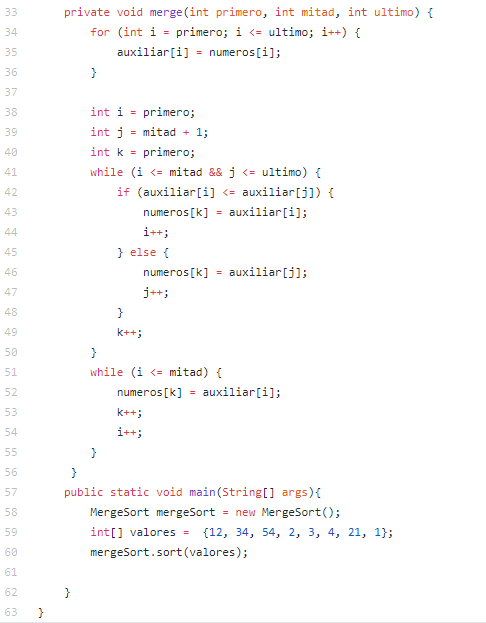 33    private void merge(int primero, int mitad, int ultimo) {
34        for (int i = primero; i <= ultimo; i++) {
35            auxiliar[i] = numeros[i];
36        }
37
38        int i = primero;
39        int j = mitad + 1;
40        int k = primero;
41        while (i <= mitad && j <= ultimo) {
42            if (auxiliar[i] <= auxiliar[j]) {
43                numeros[k] = auxiliar[i];
44                i++;
45            } else {
46                numeros[k] = auxiliar[j];
47                j++;
48            }
49            k++;
50        }
51        while (i <= mitad) {
52            numeros[k] = auxiliar[i];
53            k++;
54            i++;
55        }
56     }
57    public static void main(String[] args){
58        MergeSort mergeSort = new MergeSort();
59        int[] valores =  {12, 34, 54, 2, 3, 4, 21, 1};
60        mergeSort.sort(valores);
61
62    }
63 }